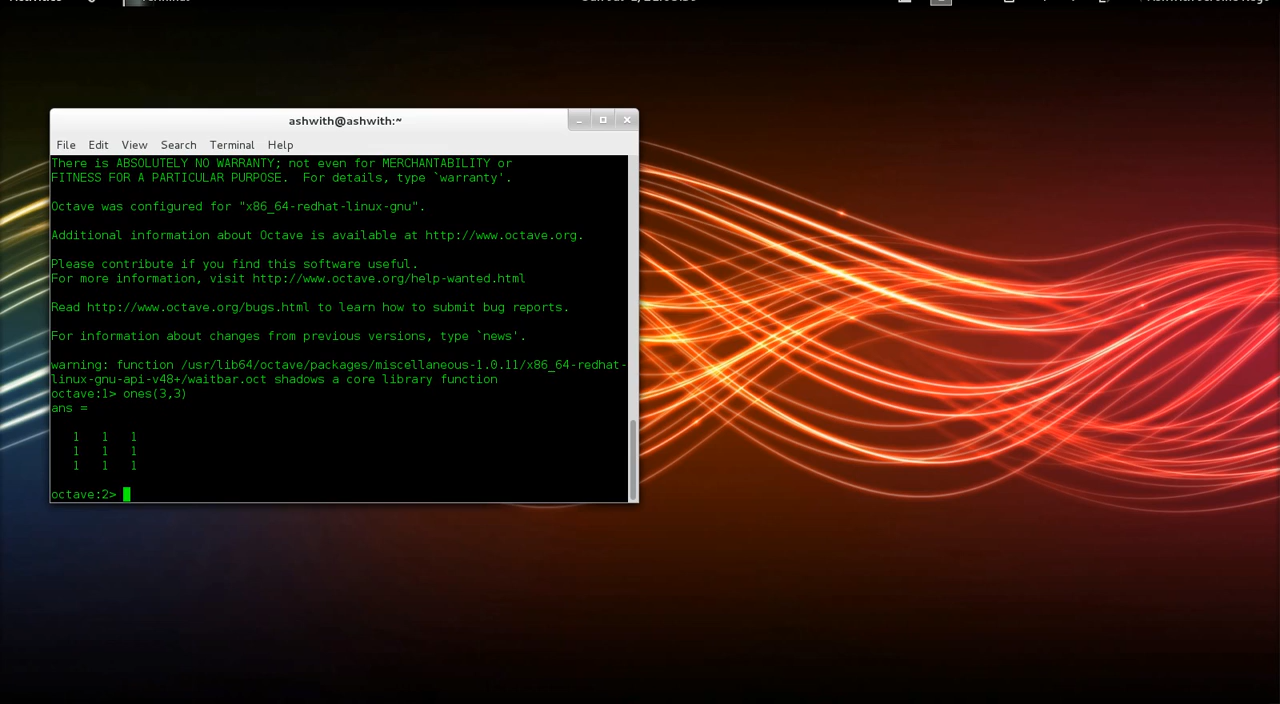 ashwith@ashwith:~
File Edit View Search Terminal Help
There is ABSOLUTELY NO WARRANTY; not even for MERCHANTABILITY or
FITNESS FOR A PARTICULAR PURPOSE.  For details, type `warranty'.
Octave was configured for "x86_64-redhat-linux-gnu".
Additional information about Octave is available at http://www.octave.org.
Please contribute if you find this software useful.
For more information, visit http://www.octave.org/help-wanted.html
Read http://www.octave.org/bugs.html to learn how to submit bug reports.
For information about changes from previous versions, type `news'.
warning: function /usr/lib64/octave/packages/miscellaneous-1.0.11/x86_64-redhat-
linux-gnu-api-v48+/waitbar.oct shadows a core library function
octave:1> ones(3,3)
ans =
1 1 1
1 1 1
1 1 1
octave:2>